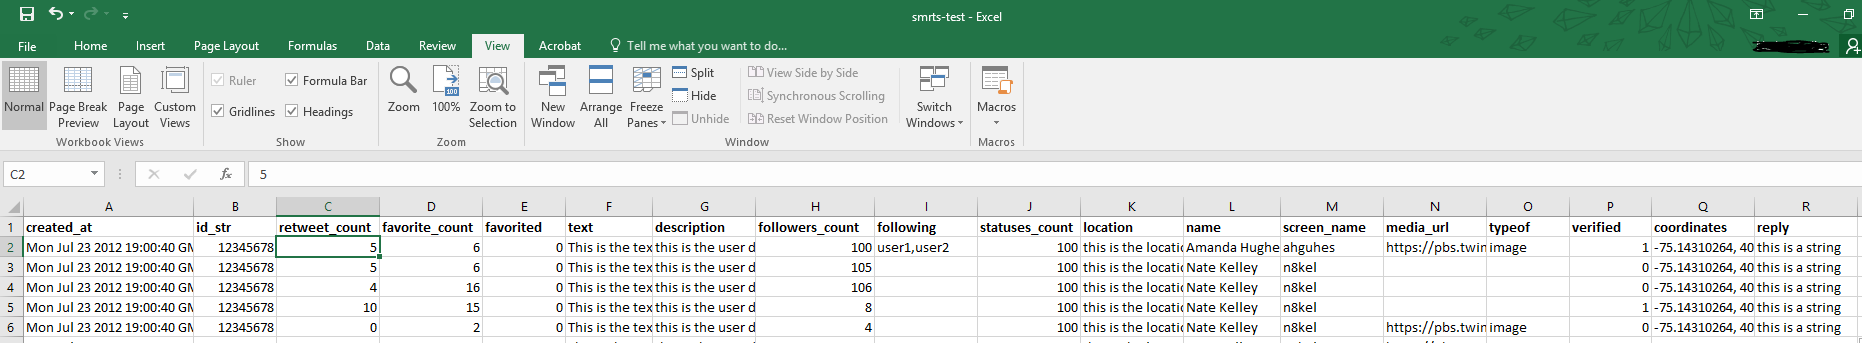 smrts-test - Excel
File Home Insert Page Layout Formulas Data Review View Acrobat Tell me what you want to do...
Normal Page Break Preview Page Layout Custom Views
Workbook Views
Ruler Formula Bar
Gridlines Headings
Show
Zoom 100% Zoom to Selection
Zoom
New Window Arrange All Freeze Panes
Split
Hide
Unhide
View Side by Side
Synchronous Scrolling
Reset Window Position
Switch Windows
Window
Macros
Macros
C2 fx 5
A B C D E F G H I J K L M N O P Q R
1 created_at id_str retweet_count favorite_count favorited text description followers_count following statuses_count location name screen_name media_url typeof verified coordinates reply
2 Mon Jul 23 2012 19:00:40 GM 12345678 5 6 0 This is the tex this is the user d 100 user1,user2 100 this is the locatic Amanda Hughe ahguhes https://pbs.twin image 1 -75.14310264, 40 this is a string
3 Mon Jul 23 2012 19:00:40 GM 12345678 5 6 0 This is the tex this is the user d 105 100 this is the locatic Nate Kelley n8kel 0 -75.14310264, 40 this is a string
4 Mon Jul 23 2012 19:00:40 GM 12345678 4 16 0 This is the tex this is the user d 106 100 this is the locatic Nate Kelley n8kel 0 -75.14310264, 40 this is a string
5 Mon Jul 23 2012 19:00:40 GM 12345678 10 15 0 This is the tex this is the user d 8 100 this is the locatic Nate Kelley n8kel 1 -75.14310264, 40 this is a string
6 Mon Jul 23 2012 19:00:40 GM 12345678 0 2 0 This is the tex this is the user d 4 100 this is the locatic Nate Kelley n8kel https://pbs.twin image 0 -75.14310264, 40 this is a string